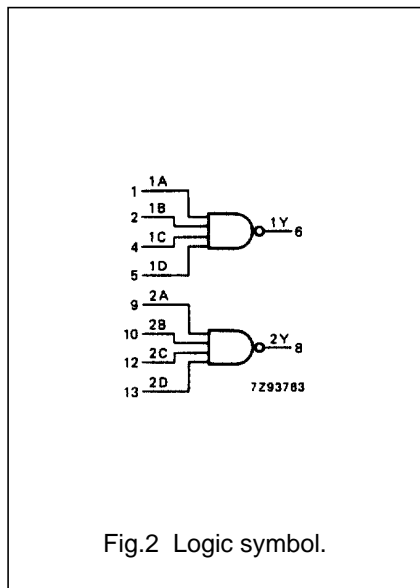 1 1A
2 1B
4 1C
5 1D
1Y 6
9 2A
10 2B
12 2C
13 2D
2Y 8
7Z93763
Fig.2 Logic symbol.